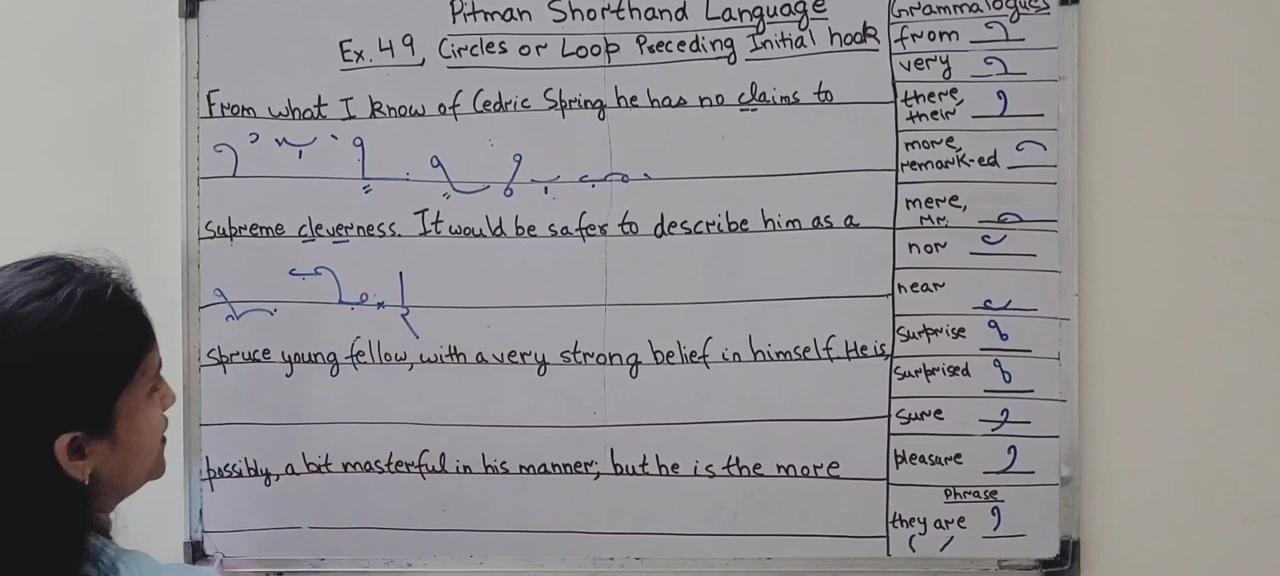 Pitman Shorthand Language
Ex. 49, Circles or Loop Preceding Initial hook
From what I know of Cedric Spring he has no claims to
supreme cleverness. It would be safer to describe him as a
spruce young fellow, with a very strong belief in himself. He is,
possibly, a bit masterful in his manner; but he is the more
Grammalogues
from
very
there,
their
more,
remark-ed
mere,
Mr.
nor
near
surprise
surprised
sure
pleasure
Phrase
they are